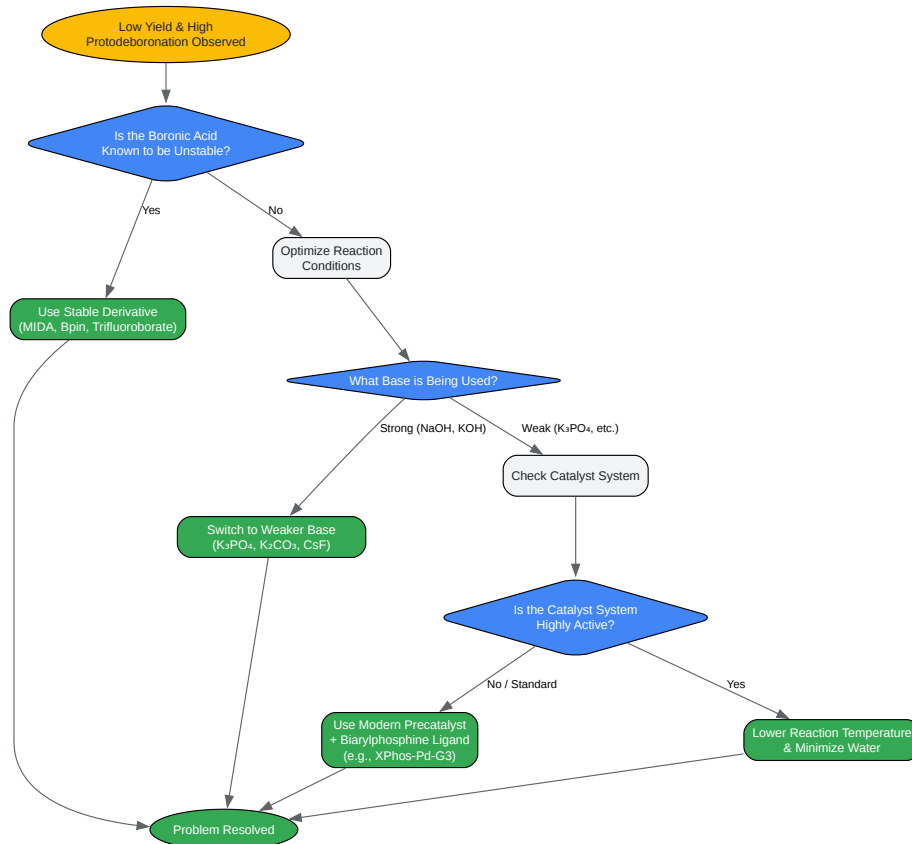 Low Yield & High
Protodeboronation Observed
Is the Boronic Acid
Known to be Unstable?
Yes
No
Optimize Reaction
Conditions
Use Stable Derivative
(MIDA, Bpin, Trifluoroborate)
What Base is Being Used?
Strong (NaOH, KOH)
Weak (K₃PO₄, etc.)
Check Catalyst System
Switch to Weaker Base
(K₃PO₄, K₂CO₃, CsF)
Is the Catalyst System
Highly Active?
No / Standard
Yes
Use Modern Precatalyst
+ Biarylphosphine Ligand
(e.g., XPhos-Pd-G3)
Lower Reaction Temperature
& Minimize Water
Problem Resolved